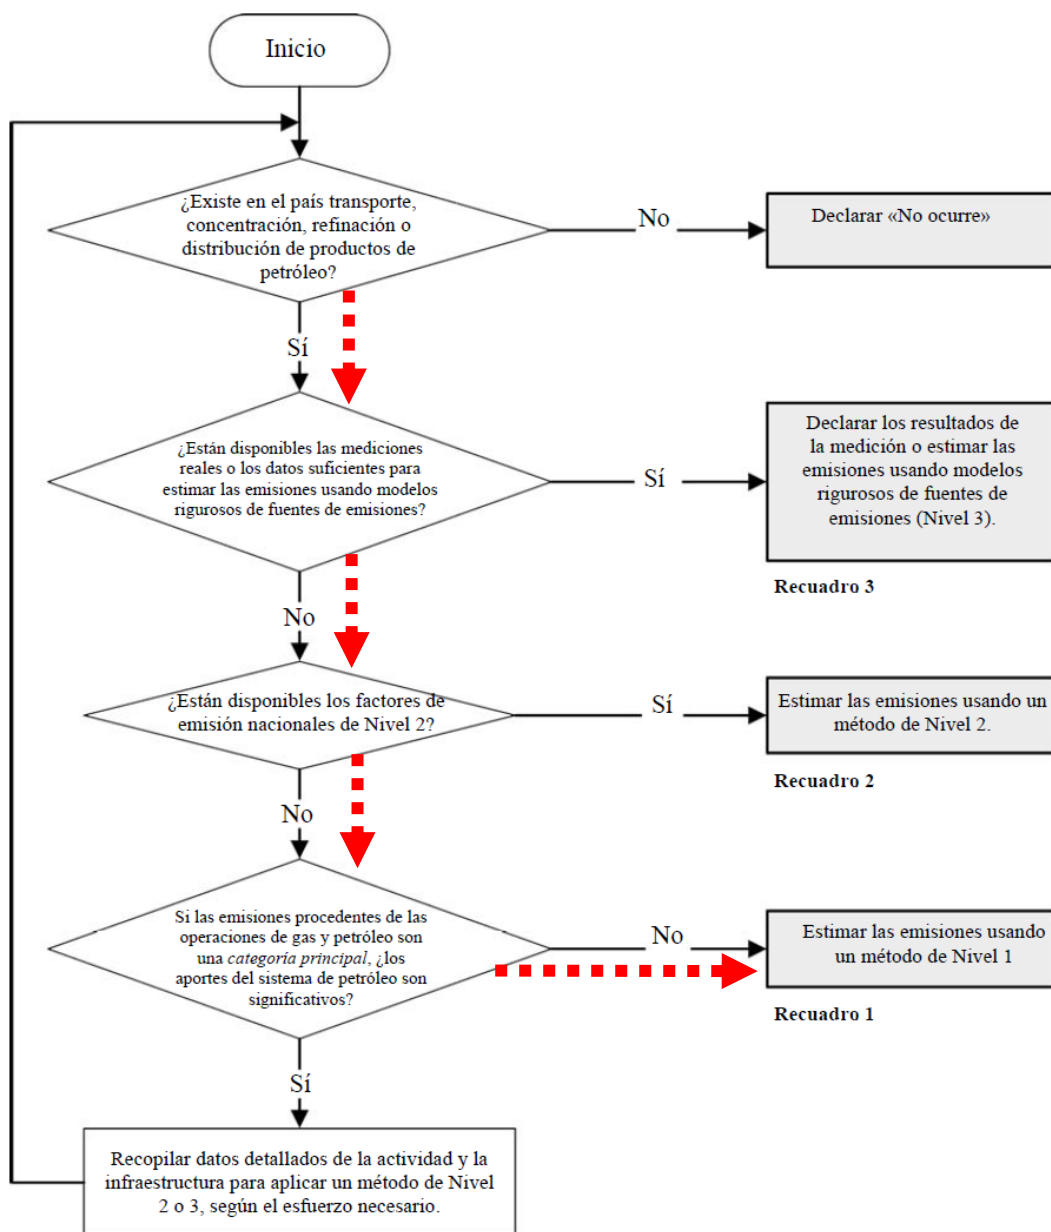 Inicio
¿Existe en el país transporte,
concentración, refinación o
distribución de productos de
petróleo?
No
Declarar «No ocurre»
Sí
¿Están disponibles las mediciones
reales o los datos suficientes para
estimar las emisiones usando modelos
rigurosos de fuentes de emisiones?
Sí
Declarar los resultados de
la medición o estimar las
emisiones usando modelos
rigurosos de fuentes de
emisiones (Nivel 3).
Recuadro 3
No
¿Están disponibles los factores de
emisión nacionales de Nivel 2?
Sí
Estimar las emisiones usando un
método de Nivel 2.
Recuadro 2
No
Si las emisiones procedentes de las
operaciones de gas y petróleo son
una categoría principal, ¿los
aportes del sistema de petróleo son
significativos?
No
Estimar las emisiones usando
un método de Nivel 1
Recuadro 1
Sí
Recopilar datos detallados de la actividad y la
infraestructura para aplicar un método de Nivel
2 o 3, según el esfuerzo necesario.